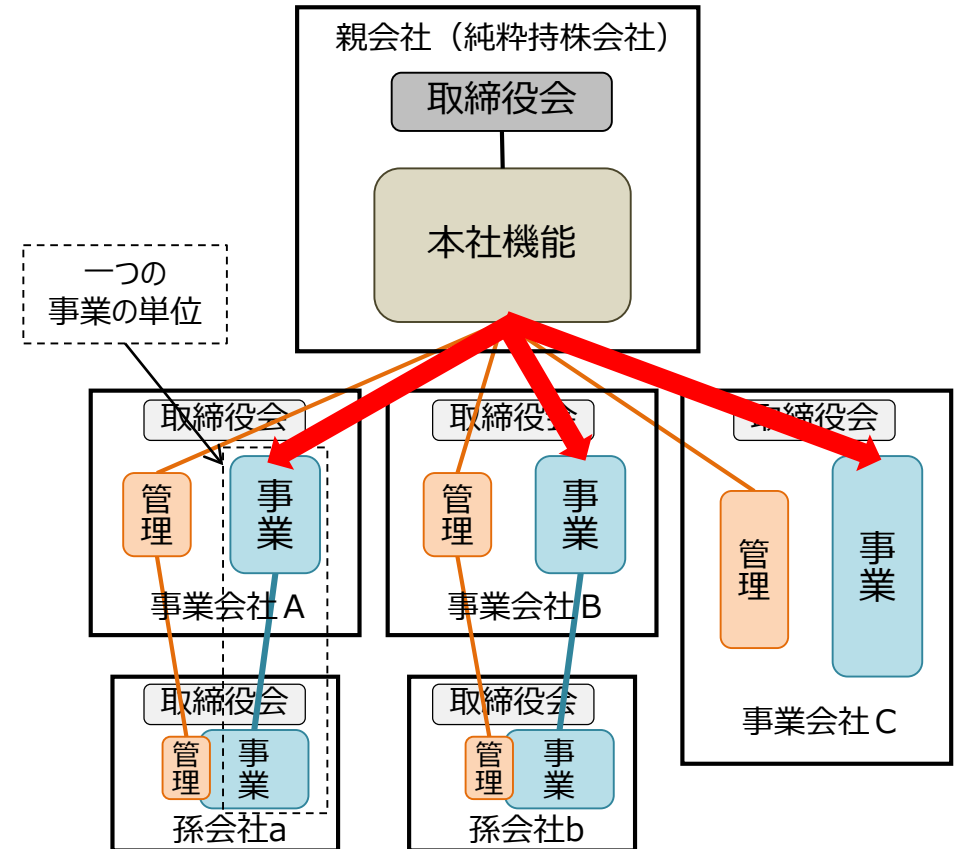 親会社（純粋持株会社）
取締役会
本社機能
一つの
事業の単位
取締役会
取締役会
取締役会
管理
事業
管理
事業
管理
事業
事業会社Ａ
事業会社Ｂ
事業会社Ｃ
取締役会
取締役会
管理
事業
管理
事業
孫会社a
孫会社b